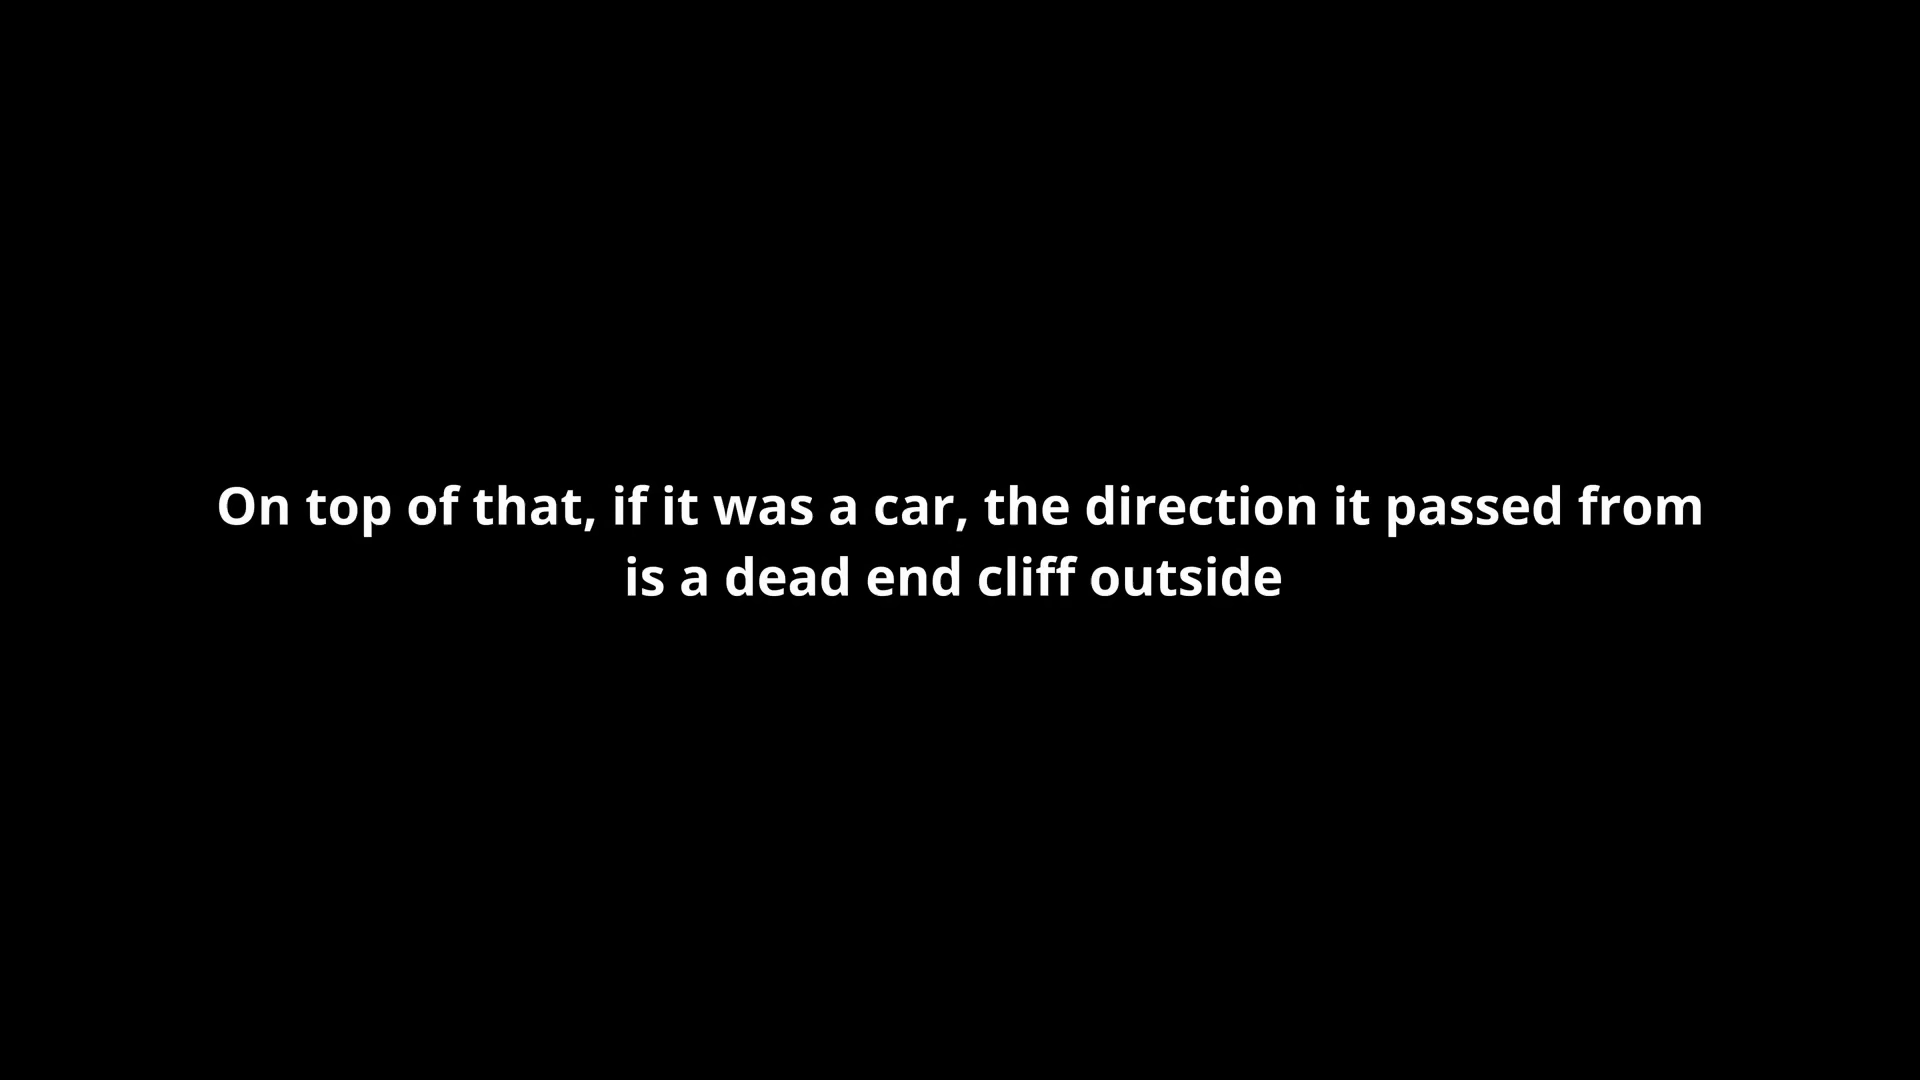 On top of that, if it was a car, the direction it passed from
is a dead end cliff outside